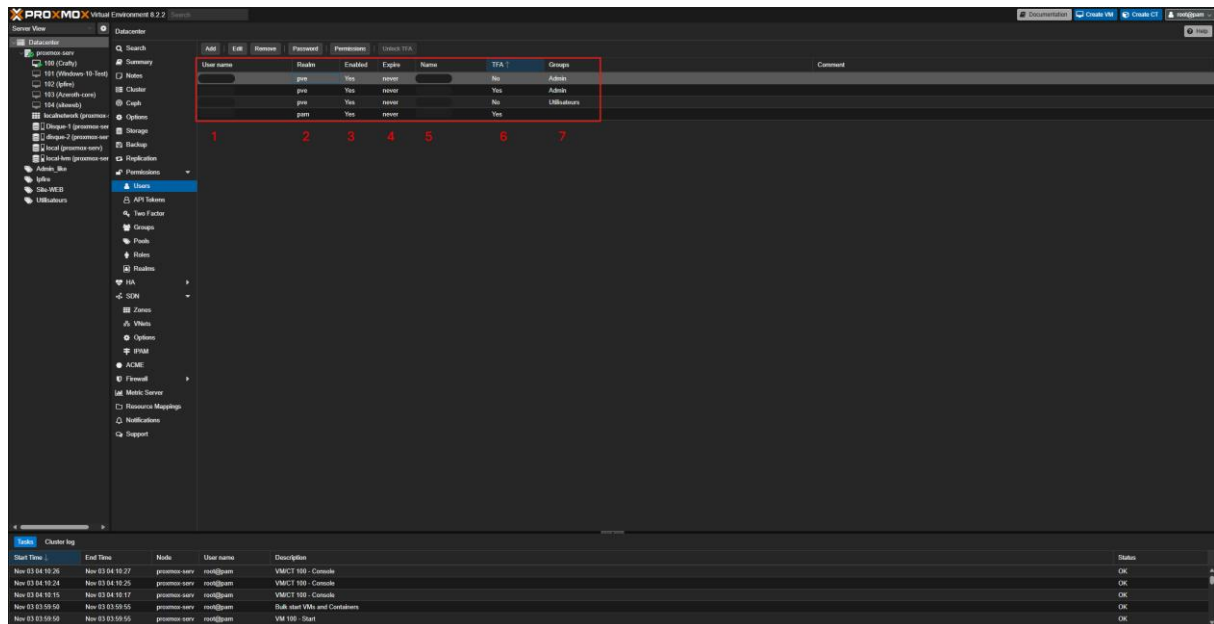 PROXMOX Virtual Environment 8.2.2 Search
Documentation Create VM Create CT root@pam
Server View
Datacenter
Help
Datacenter
proxmox-serv
100 (Crafty)
101 (Windows-10-Test)
102 (Ipfire)
103 (Azeroth-core)
104 (siteweb)
localnetwork (proxmox-
Disque-1 (proxmox-ser
disque-2 (proxmox-ser
local (proxmox-serv)
local-lvm (proxmox-ser
Admin_like
Ipfire
Site-WEB
Utilisateurs
Search
Summary
Notes
Cluster
Ceph
Options
Storage
Backup
Replication
Permissions
Users
API Tokens
Two Factor
Groups
Pools
Roles
Realms
HA
SDN
Zones
VNets
Options
IPAM
ACME
Firewall
Metric Server
Resource Mappings
Notifications
Support
Add Edit Remove Password Permissions Unlock TFA
User name Realm Enabled Expire Name TFA Groups Comment
pve Yes never No Admin
pve Yes never Yes Admin
pve Yes never No Utilisateurs
pam Yes never Yes
1 2 3 4 5 6 7
Tasks Cluster log
Start Time End Time Node User name Description Status
Nov 03 04:10:26 Nov 03 04:10:27 proxmox-serv root@pam VM/CT 100 - Console OK
Nov 03 04:10:24 Nov 03 04:10:25 proxmox-serv root@pam VM/CT 100 - Console OK
Nov 03 04:10:15 Nov 03 04:10:17 proxmox-serv root@pam VM/CT 100 - Console OK
Nov 03 03:59:50 Nov 03 03:59:55 proxmox-serv root@pam Bulk start VMs and Containers OK
Nov 03 03:59:50 Nov 03 03:59:55 proxmox-serv root@pam VM 100 - Start OK